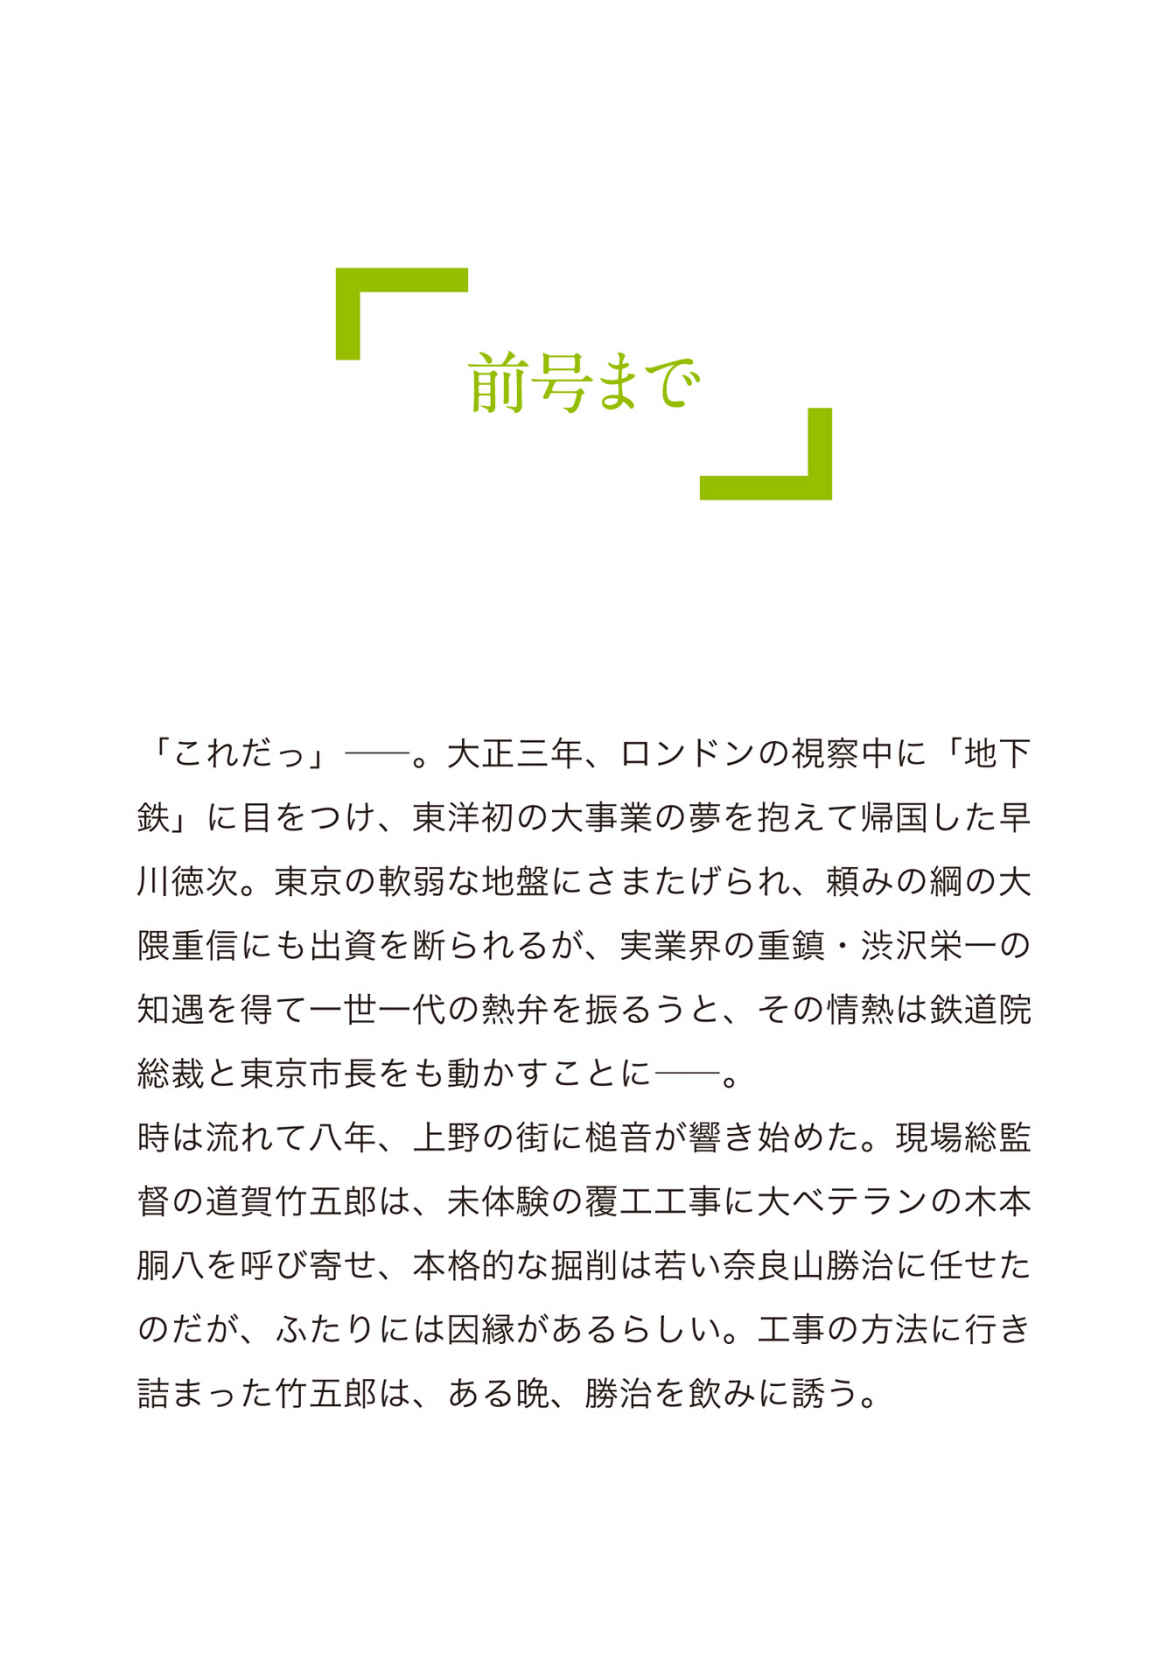 前号まで
「これだっ」――。大正三年、ロンドンの視察中に「地下
鉄」に目をつけ、東洋初の大事業の夢を抱えて帰国した早
川徳次。東京の軟弱な地盤にさまたげられ、頼みの綱の大
隈重信にも出資を断られるが、実業界の重鎮・渋沢栄一の
知遇を得て一世一代の熱弁を振るうと、その情熱は鉄道院
総裁と東京市長をも動かすことに――。
時は流れて八年、上野の街に槌音が響き始めた。現場総監
督の道賀竹五郎は、未体験の覆工工事に大ベテランの木本
胴八を呼び寄せ、本格的な掘削は若い奈良山勝治に任せた
のだが、ふたりには因縁があるらしい。工事の方法に行き
詰まった竹五郎は、ある晩、勝治を飲みに誘う。